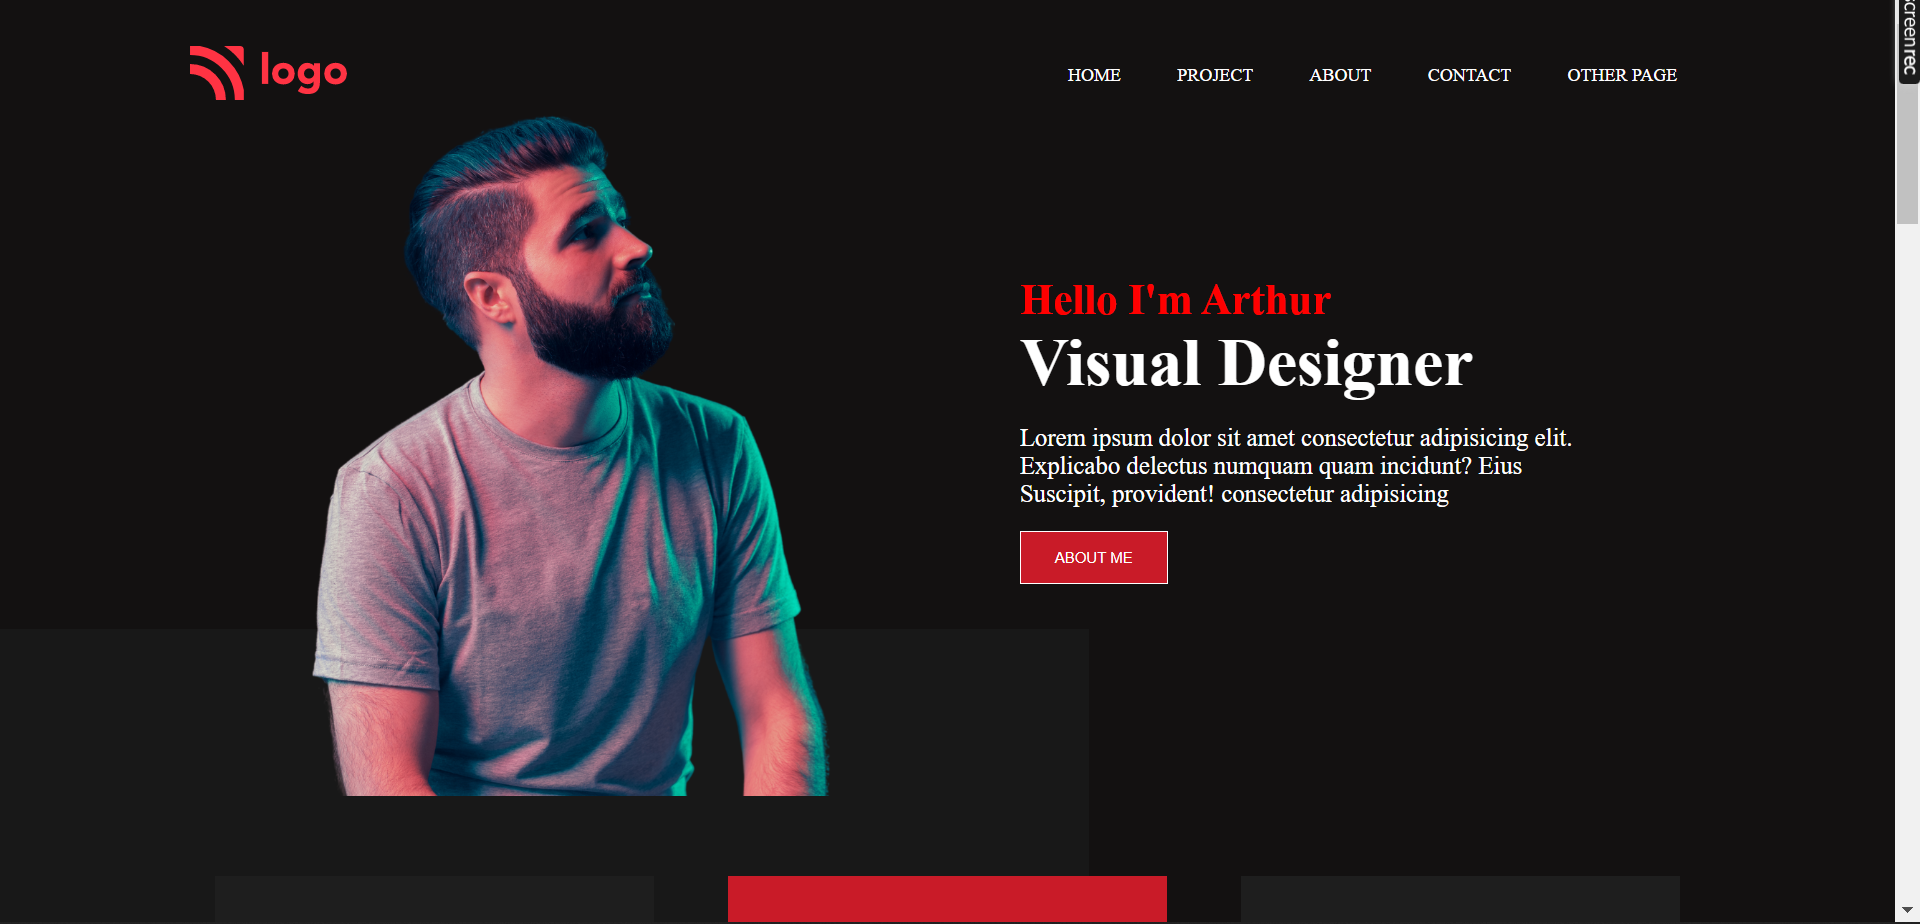 logo
HOME PROJECT ABOUT CONTACT OTHER PAGE
Hello I'm Arthur
Visual Designer
Lorem ipsum dolor sit amet consectetur adipisicing elit.
Explicabo delectus numquam quam incidunt? Eius
Suscipit, provident! consectetur adipisicing
ABOUT ME
screenrec